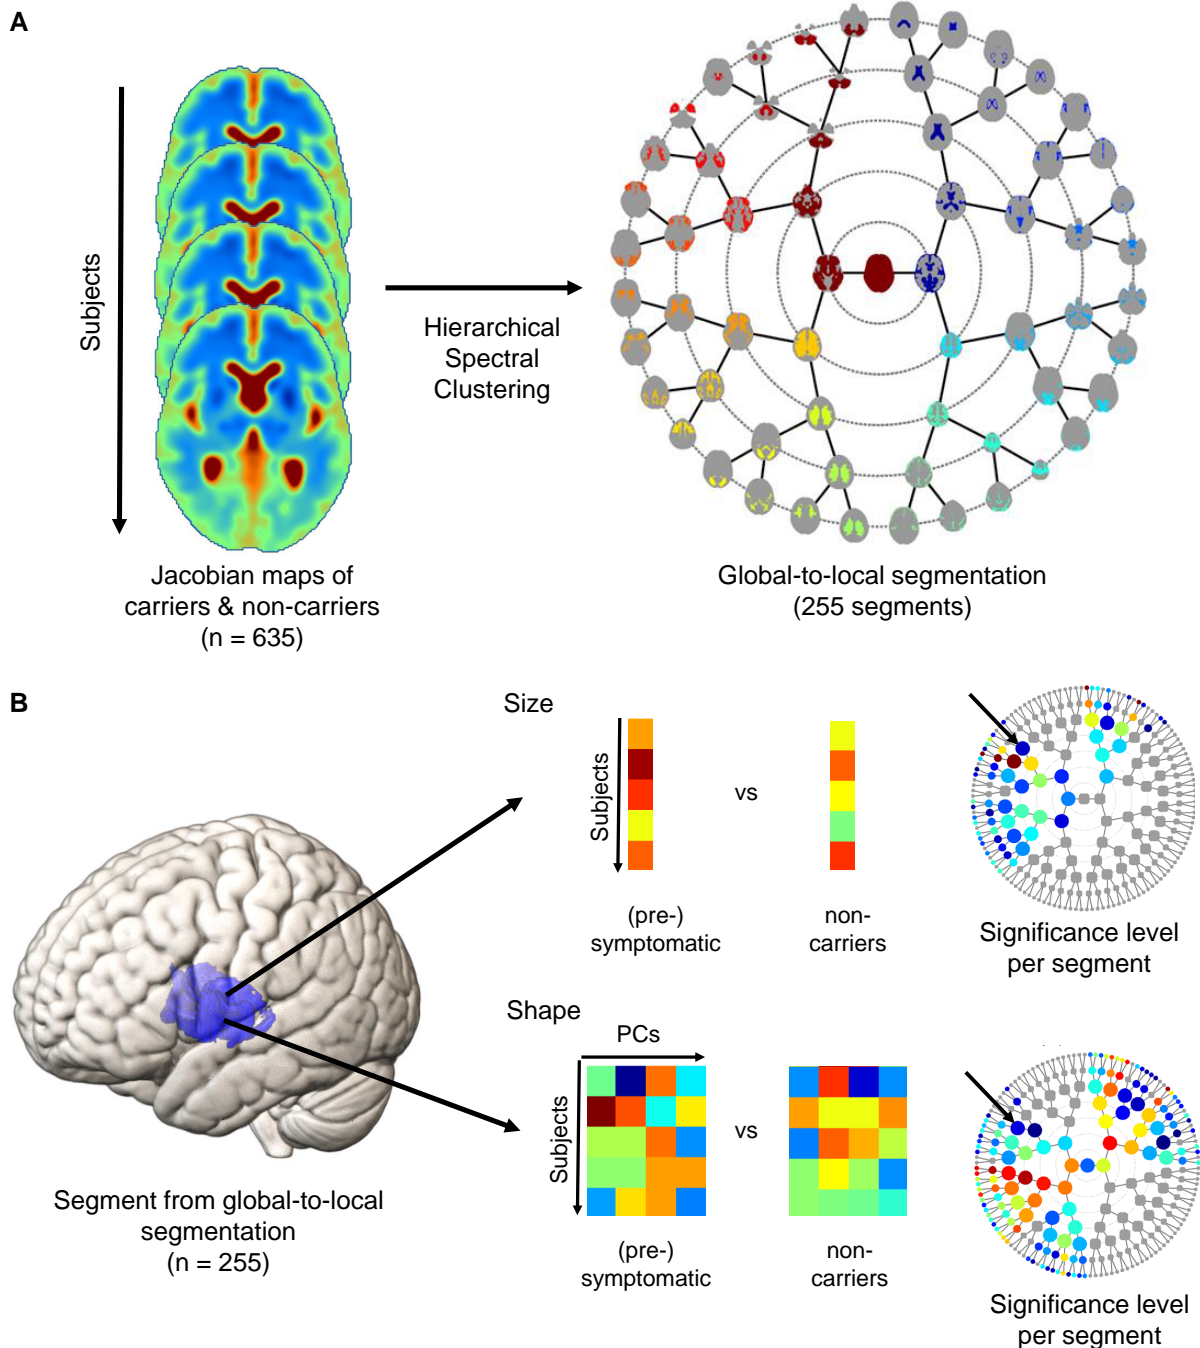 A
Subjects
Hierarchical
Spectral
Clustering
Jacobian maps of
carriers & non-carriers
(n = 635)
Global-to-local segmentation
(255 segments)
B
Size
Subjects
vs
(pre-)
symptomatic
non-
carriers
Significance level
per segment
Shape
PCs
Subjects
vs
(pre-)
symptomatic
non-
carriers
Significance level
per segment
Segment from global-to-local
segmentation
(n = 255)